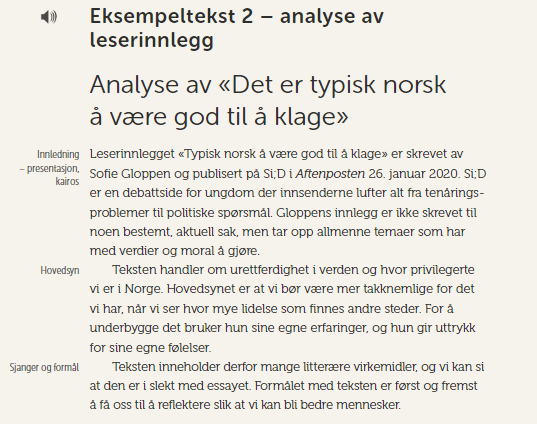 Eksempeltekst 2 – analyse av
leserinnlegg
Analyse av «Det er typisk norsk
å være god til å klage»
Innledning
– presentasjon,
kairos
Leserinnlegget «Typisk norsk å være god til å klage» er skrevet av
Sofie Gloppen og publisert på Si;D i Aftenposten 26. januar 2020. Si;D
er en debattside for ungdom der innsenderne lufter alt fra tenårings-
problemer til politiske spørsmål. Gloppens innlegg er ikke skrevet til
noen bestemt, aktuell sak, men tar opp allmenne temaer som har
med verdier og moral å gjøre.
Hovedsyn
Teksten handler om urettferdighet i verden og hvor privilegerte
vi er i Norge. Hovedsynet er at vi bør være mer takknemlige for det
vi har, når vi ser hvor mye lidelse som finnes andre steder. For å
underbygge det bruker hun sine egne erfaringer, og hun gir uttrykk
for sine egne følelser.
Sjanger og formål
Teksten inneholder derfor mange litterære virkemidler, og vi kan si
at den er i slekt med essayet. Formålet med teksten er først og fremst
å få oss til å reflektere slik at vi kan bli bedre mennesker.